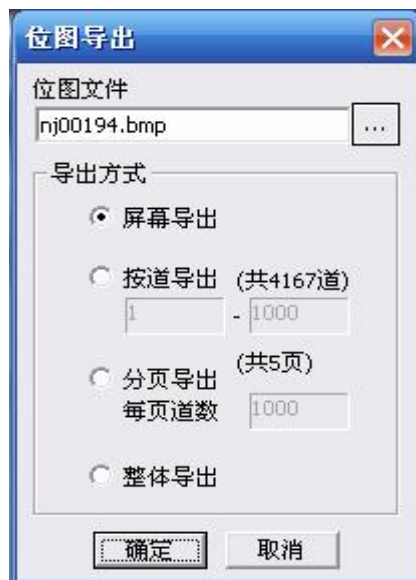 位图导出
位图文件
nj00194.bmp
...
导出方式
屏幕导出
按道导出 (共4167道)
1 - 1000
(共5页)
分页导出
每页道数 1000
整体导出
确定 取消